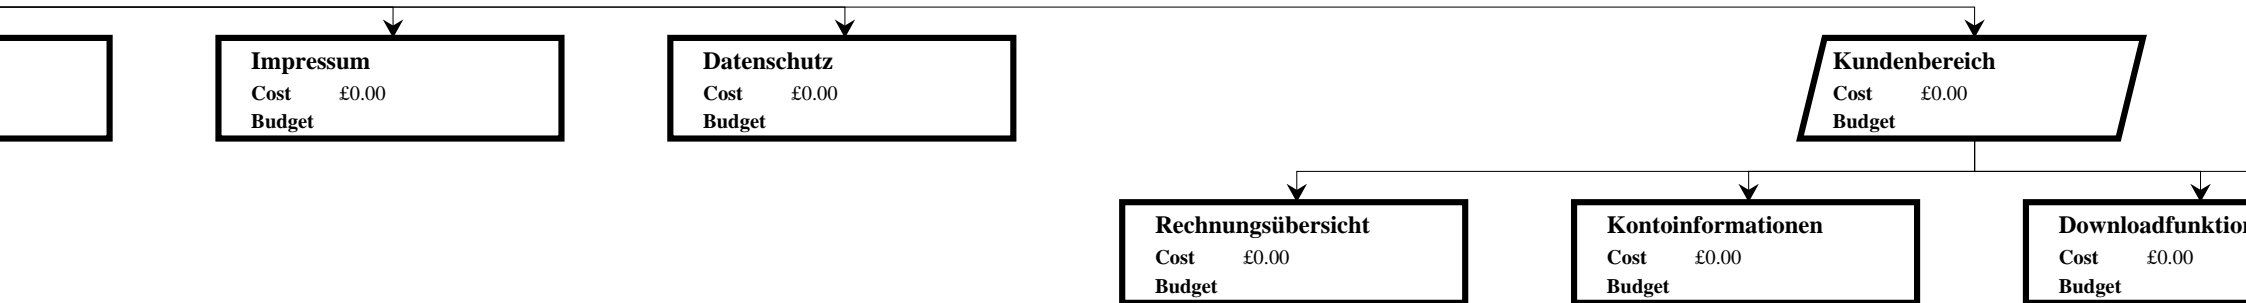 Impressum
Cost £0.00
Budget
Datenschutz
Cost £0.00
Budget
Kundenbereich
Cost £0.00
Budget
Rechnungsübersicht
Cost £0.00
Budget
Kontoinformationen
Cost £0.00
Budget
Downloadfunktion
Cost £0.00
Budget